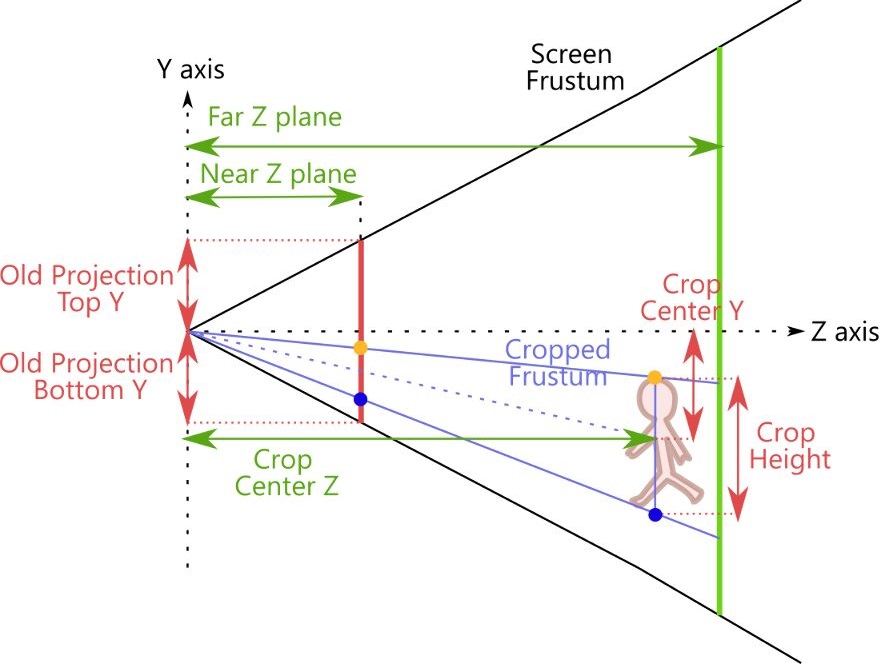 Screen
Frustum
Y axis
Far Z plane
Near Z plane
Old Projection
Top Y
Crop
Center Y
Z axis
Old Projection
Bottom Y
Cropped
Frustum
Crop
Height
Crop
Center Z